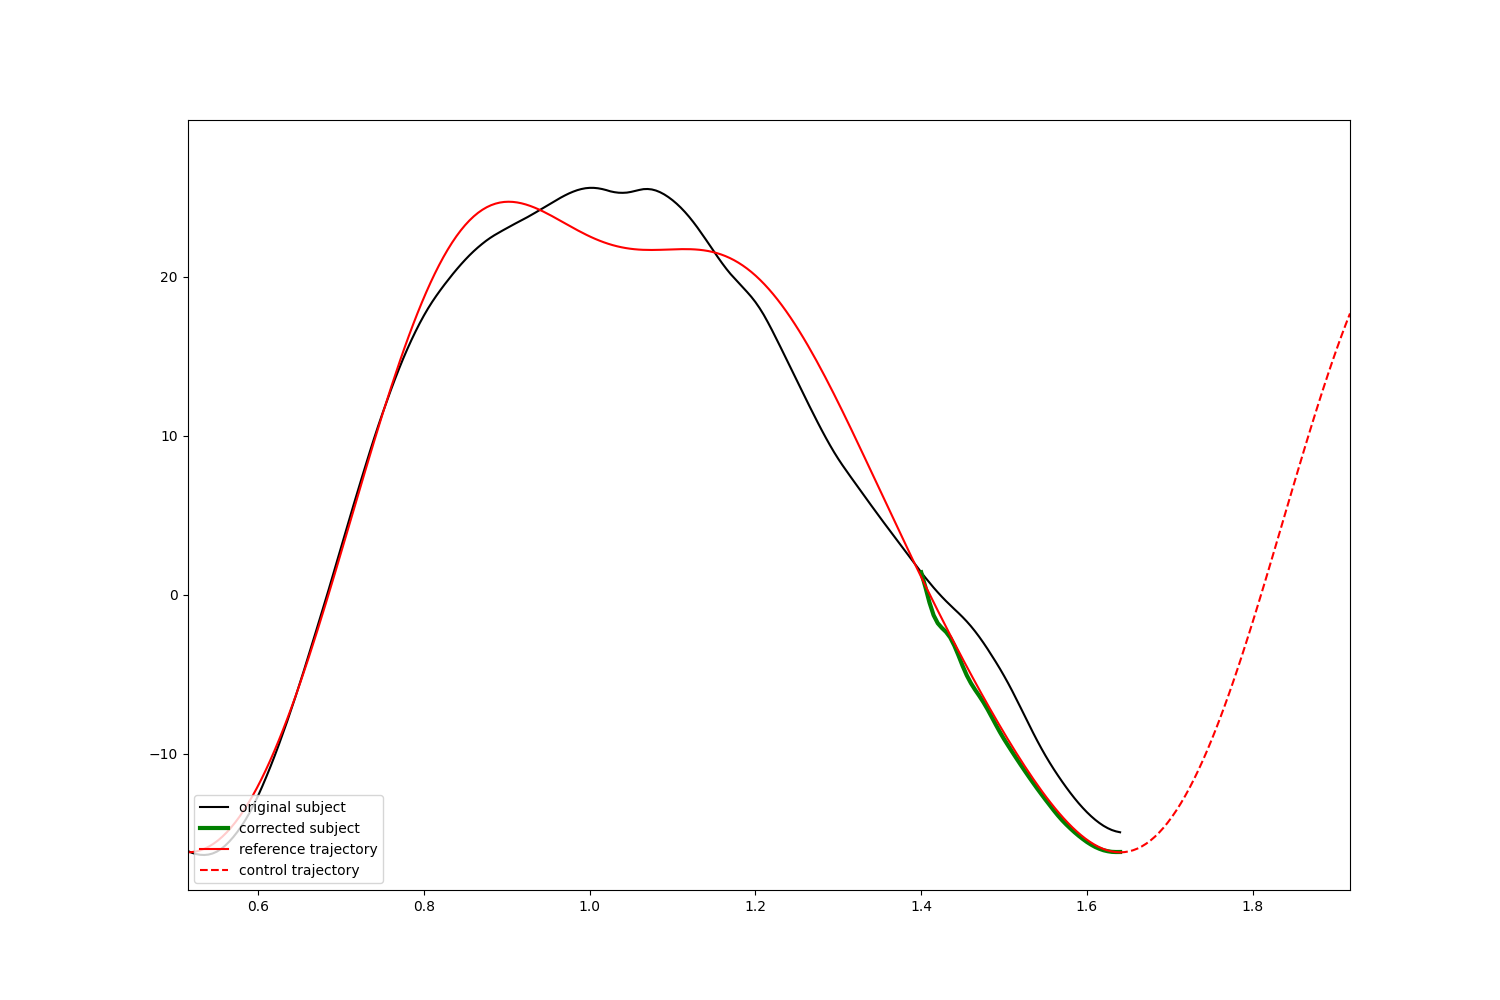 20
10
0
−10
original subject
corrected subject
reference trajectory
control trajectory
0.6 0.8 1.0 1.2 1.4 1.6 1.8